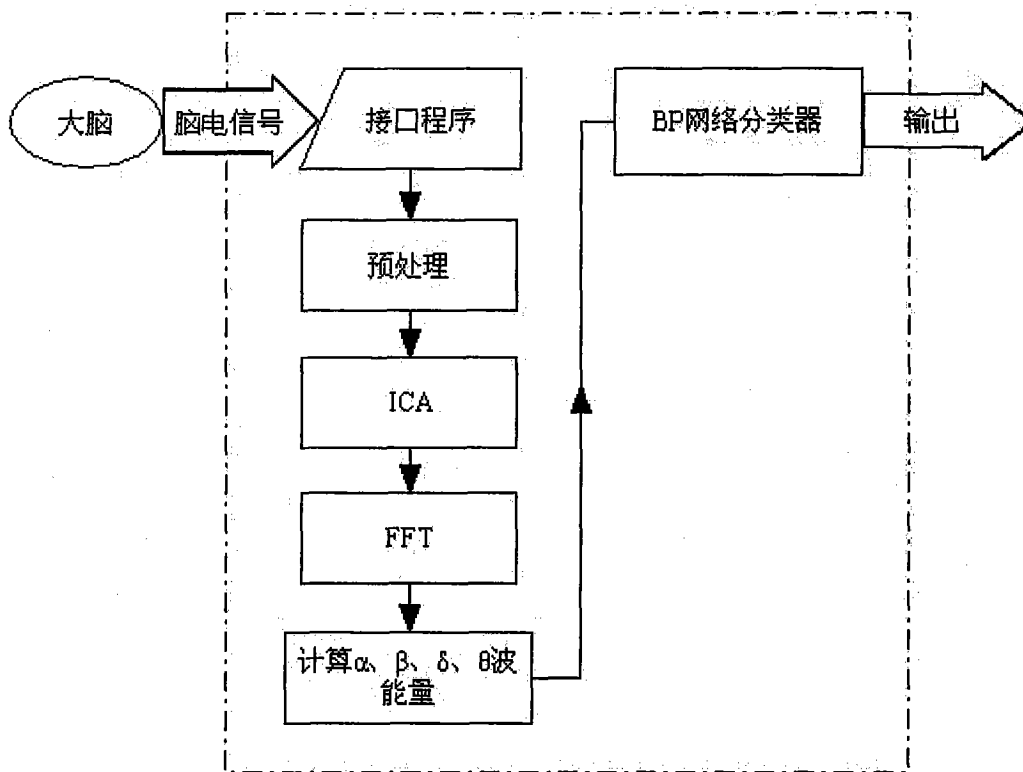 大脑
脑电信号
接口程序
预处理
ICA
FFT
计算α、β、δ、θ波
能量
BP网络分类器
输出